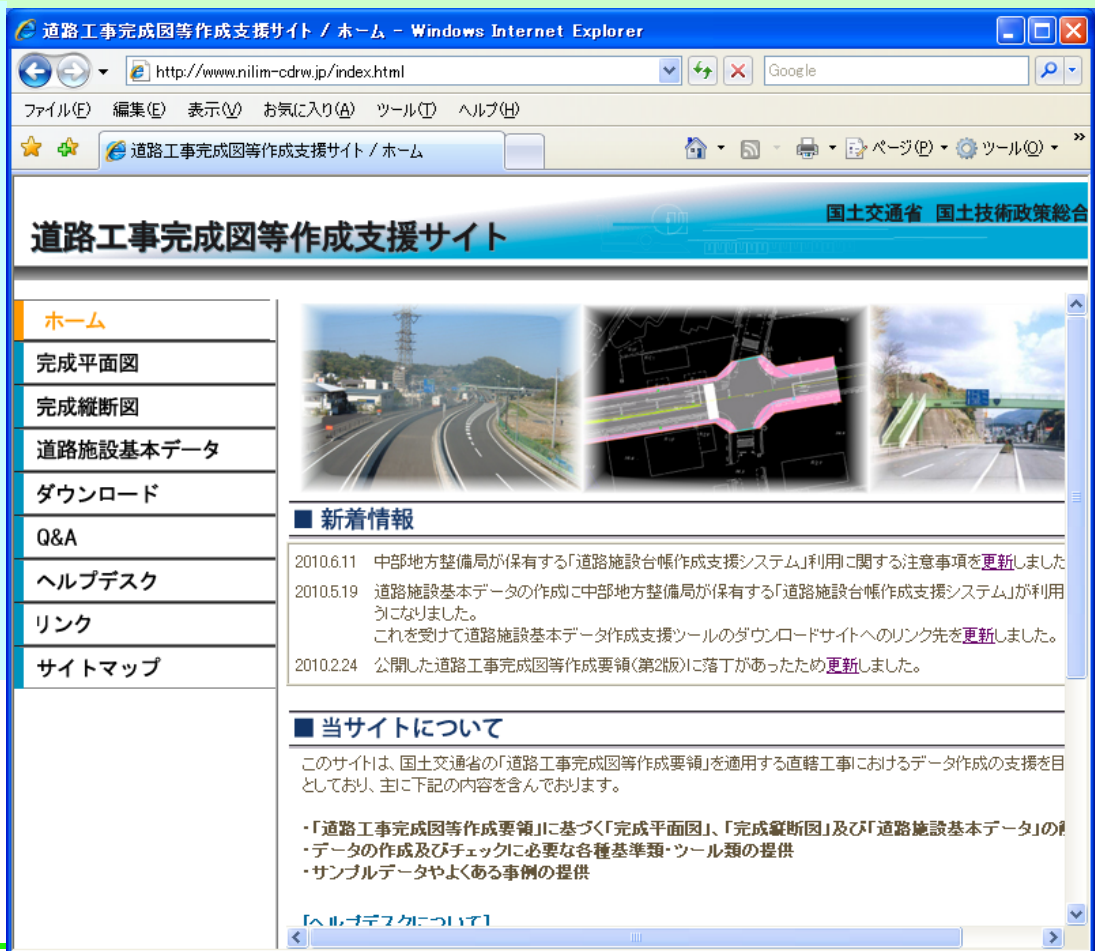 道路工事完成図等作成支援サイト / ホーム - Windows Internet Explorer
http://www.nilim-cdrw.jp/index.html
Google
ファイル(F) 編集(E) 表示(V) お気に入り(A) ツール(T) ヘルプ(H)
道路工事完成図等作成支援サイト / ホーム
ページ(P) ツール(O)
国土交通省 国土技術政策総合
道路工事完成図等作成支援サイト
ホーム
完成平面図
完成縦断図
道路施設基本データ
ダウンロード
Q&A
ヘルプデスク
リンク
サイトマップ
■ 新着情報
2010.6.11 中部地方整備局が保有する「道路施設台帳作成支援システム」利用に関する注意事項を更新しました
2010.5.19 道路施設基本データの作成に中部地方整備局が保有する「道路施設台帳作成支援システム」が利用
うになりました。
これを受けて道路施設基本データ作成支援ツールのダウンロードサイトへのリンク先を更新しました。
2010.2.24 公開した道路工事完成図等作成要領(第2版)に落丁があったため更新しました。
■ 当サイトについて
このサイトは、国土交通省の「道路工事完成図等作成要領」を適用する直轄工事におけるデータ作成の支援を目
としており、主に下記の内容を含んでおります。
・「道路工事完成図等作成要領」に基づく「完成平面図」、「完成縦断図」及び「道路施設基本データ」の
・データの作成及びチェックに必要な各種基準類・ツール類の提供
・サンプルデータやよくある事例の提供
[ヘルプデスクについて]